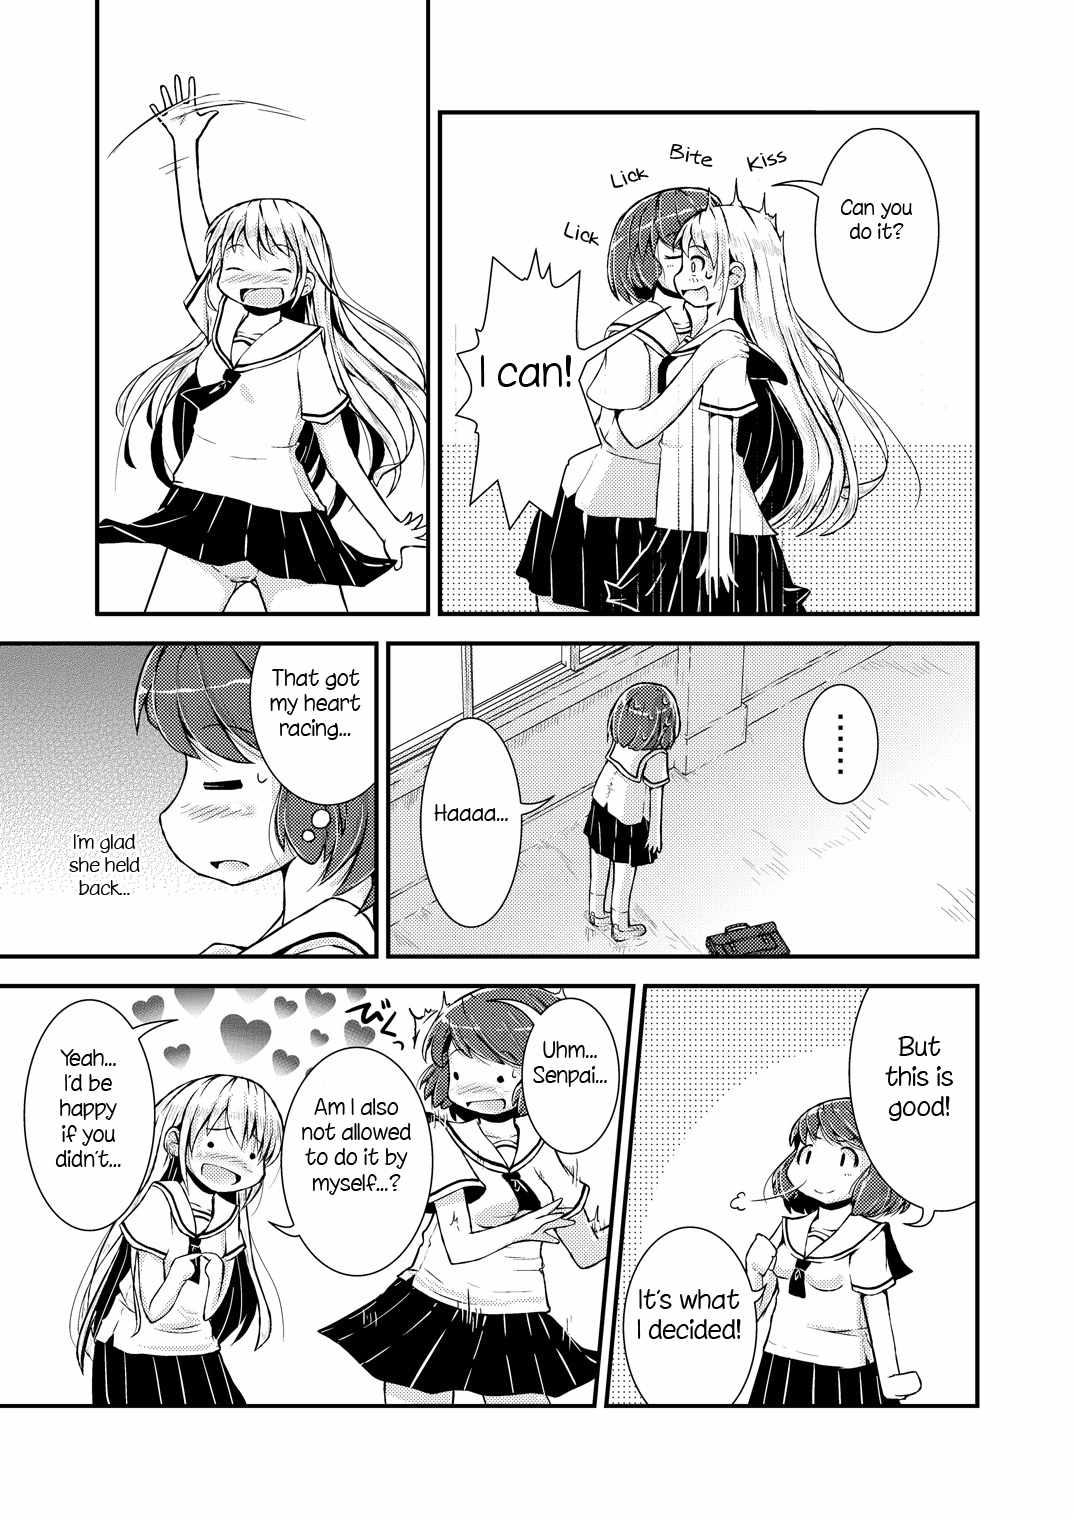 Can you
do it?
Kiss
Bite
Lick
Lick
I can!
.......
Haaaa...
That got
my heart
racing...
I'm glad
she held
back...
But
this is
good!
It's what
I decided!
Uhm...
Senpai...
びくっ
Am I also
not allowed
to do it by
myself...?
Yeah...
I'd be
happy
if you
didn't...